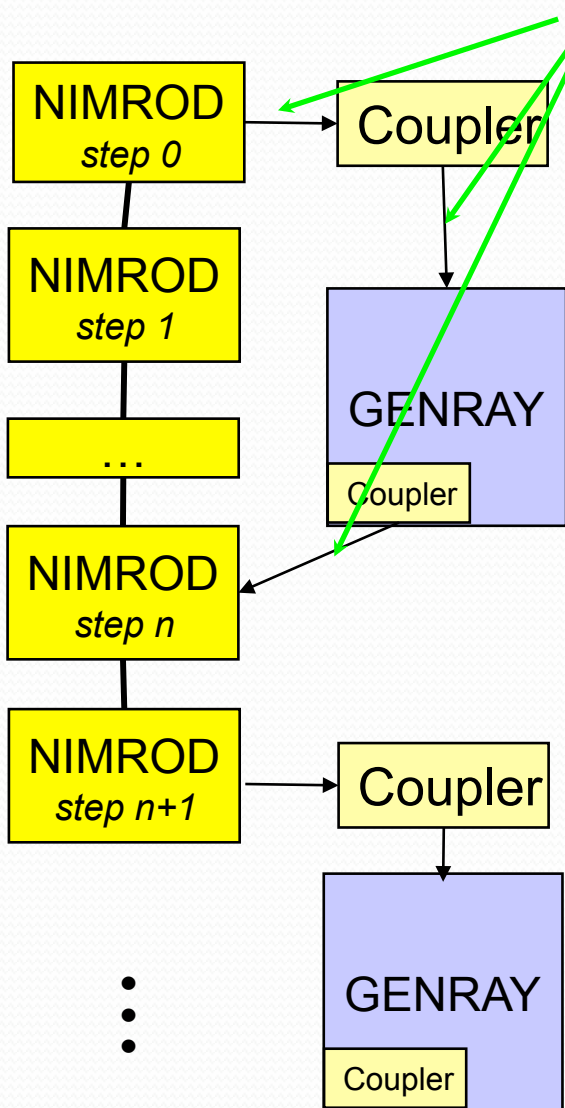 NIMROD
step 0
Coupler
NIMROD
step 1
GENRAY
...
Coupler
NIMROD
step n
NIMROD
step n+1
Coupler
GENRAY
Coupler